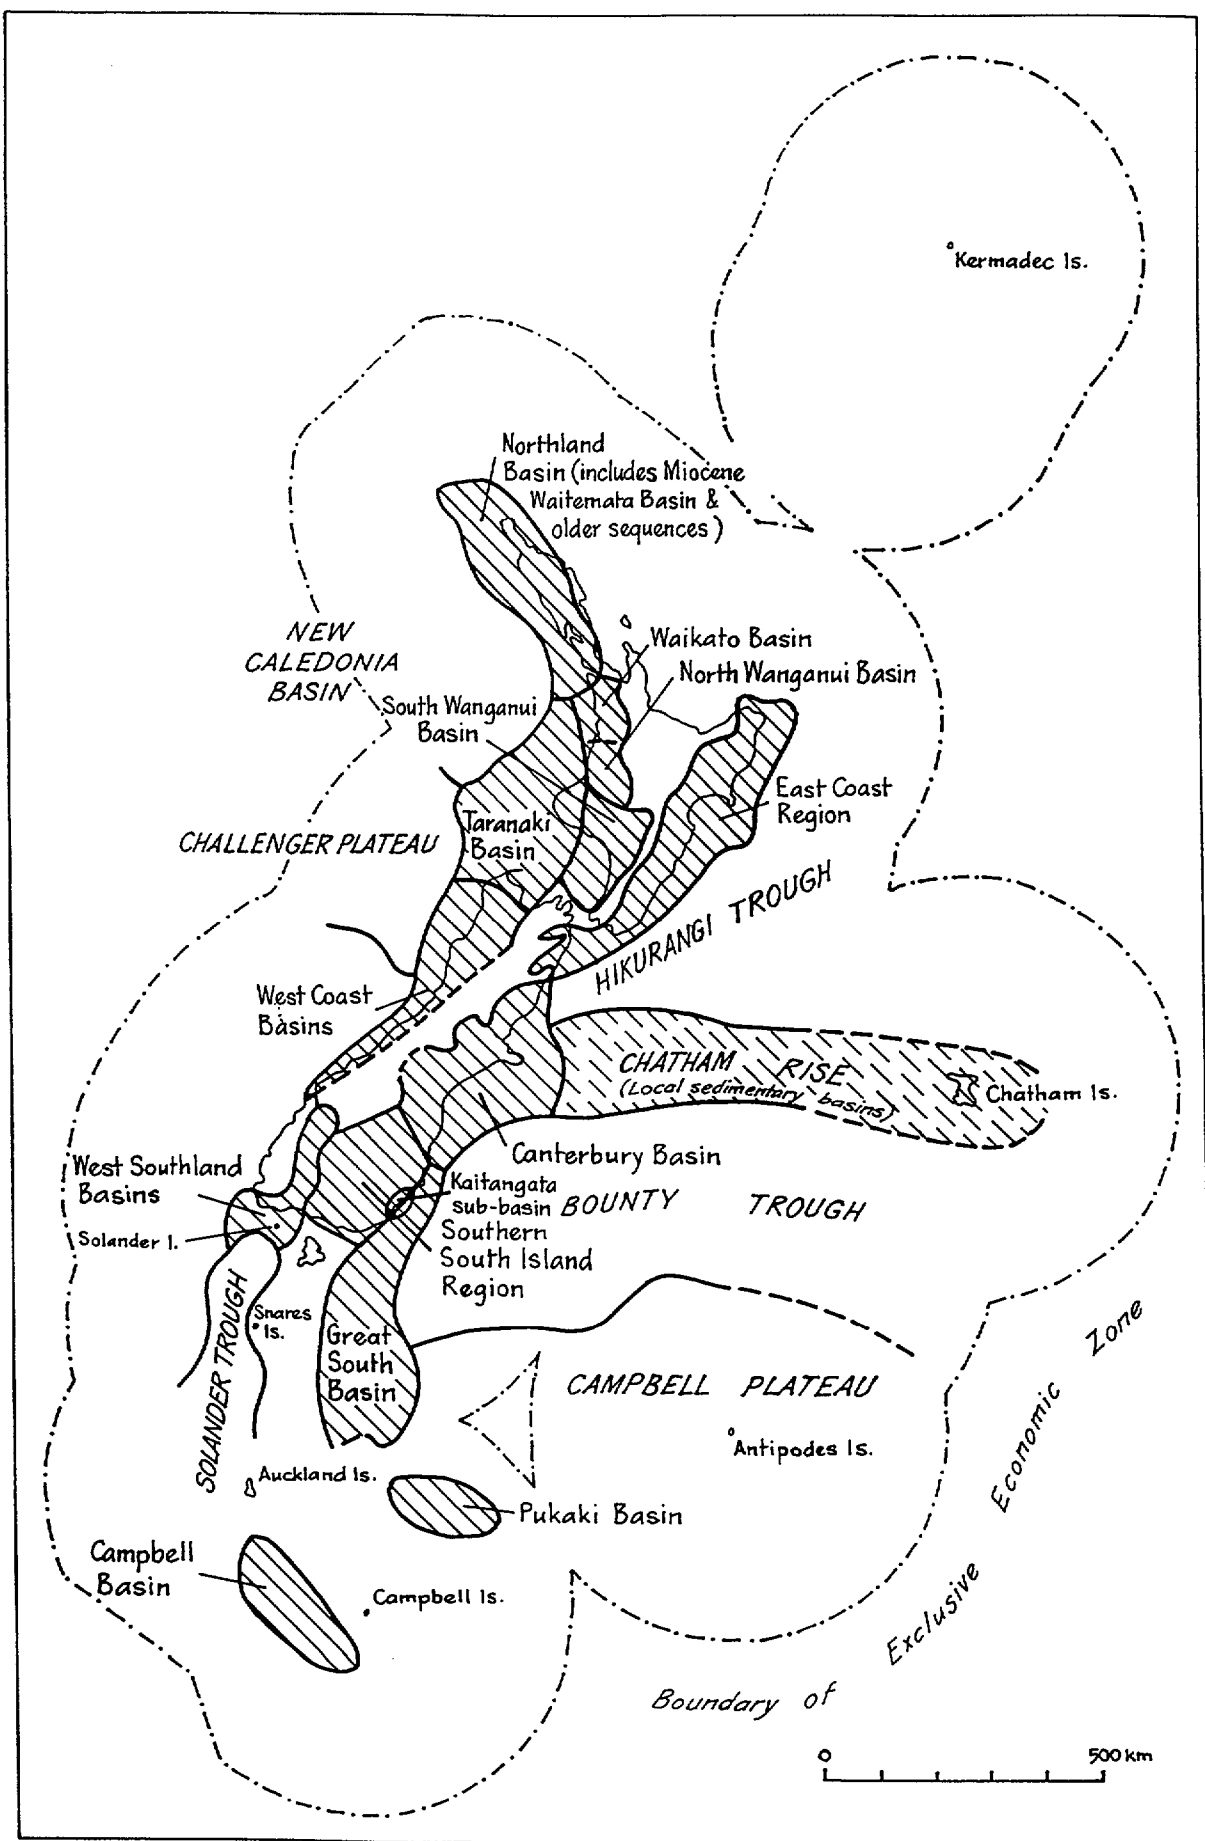 Kermadec Is.
Northland
Basin (includes Miocene
Waitemata Basin &
older sequences)
NEW
CALEDONIA
BASIN
Waikato Basin
North Wanganui Basin
South Wanganui
Basin
East Coast
Region
Taranaki
Basin
CHALLENGER PLATEAU
HIKURANGI TROUGH
West Coast
Basins
CHATHAM RISE
(Local sedimentary basins)
Chatham Is.
Canterbury Basin
West Southland
Basins
Kaitangata
sub-basin
BOUNTY TROUGH
Solander I.
Southern
South Island
Region
SOLANDER TROUGH
Snares
Is.
Great
South
Basin
CAMPBELL PLATEAU
Antipodes Is.
Auckland Is.
Pukaki Basin
Campbell
Basin
Campbell Is.
Boundary of Exclusive Economic Zone
0 500 km